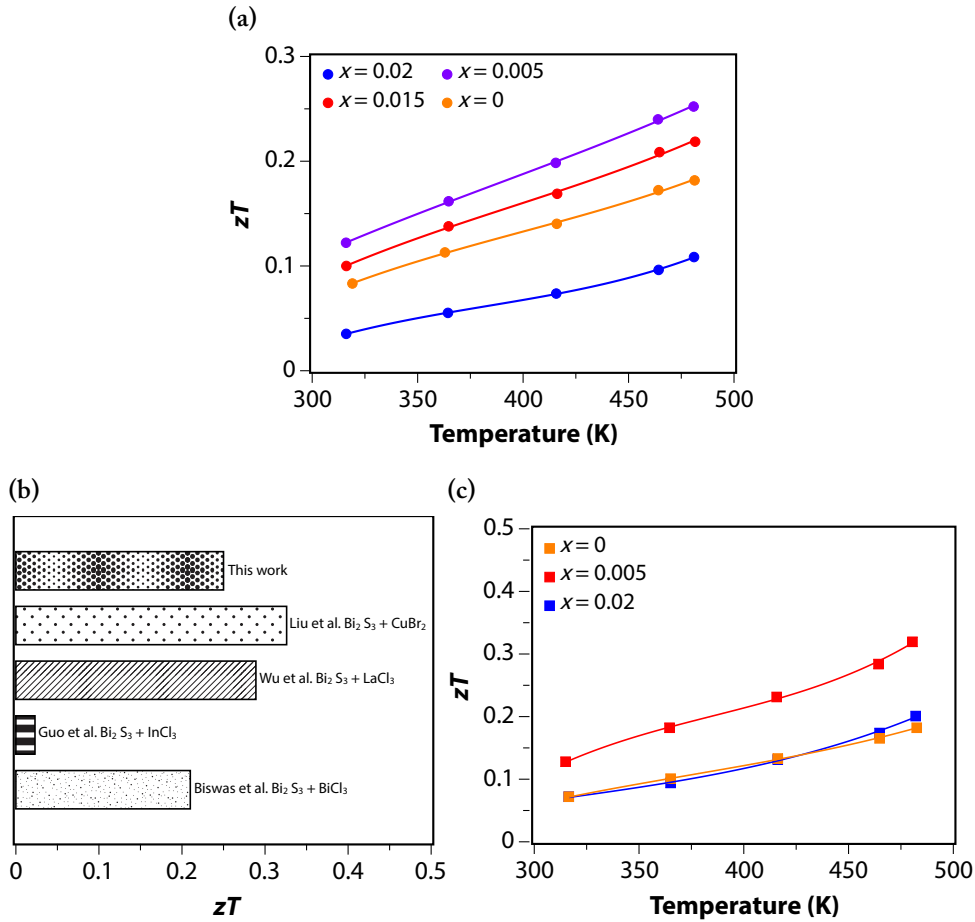 (a)
0.3
x = 0.02
x = 0.005
x = 0.015
x = 0
0.2
zT
0.1
0
300
350
400
450
500
Temperature (K)
(b)
This work
Liu et al. Bi₂ S₃ + CuBr₂
Wu et al. Bi₂ S₃ + LaCl₃
Guo et al. Bi₂ S₃ + InCl₃
Biswas et al. Bi₂ S₃ + BiCl₃
0
0.1
0.2
0.3
0.4
0.5
zT
(c)
0.5
x = 0
x = 0.005
x = 0.02
0.4
0.3
zT
0.2
0.1
0
300
350
400
450
500
Temperature (K)